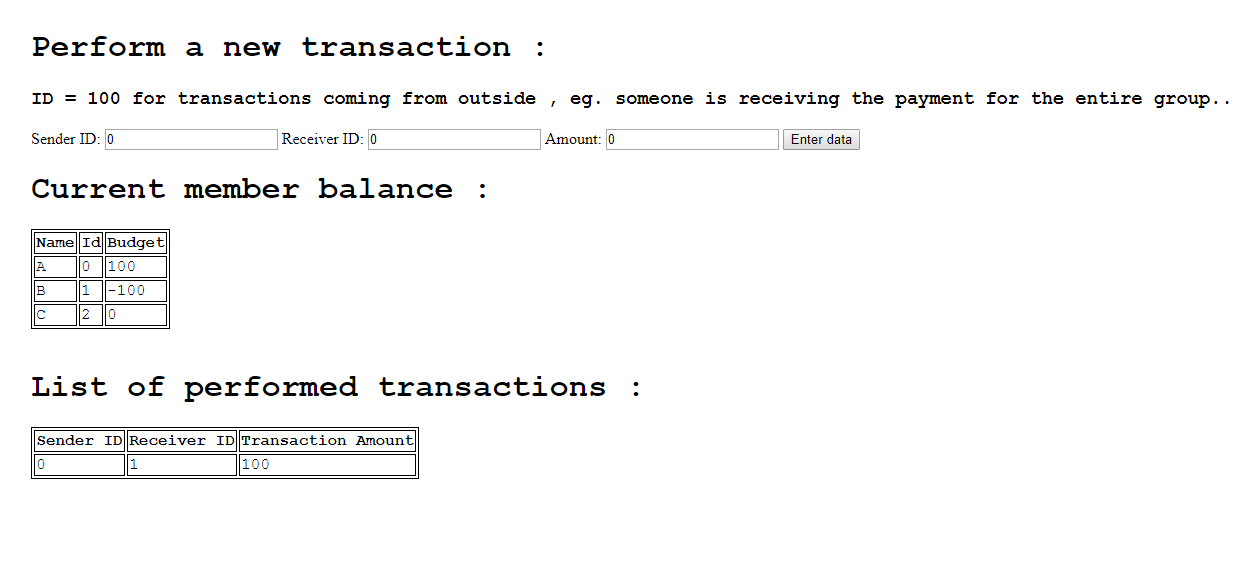 Perform a new transaction :
ID = 100 for transactions coming from outside , eg. someone is receiving the payment for the entire group..
Sender ID: 0 Receiver ID: 0 Amount: 0 Enter data
Current member balance :
Name Id Budget
A 0 100
B 1 -100
C 2 0
List of performed transactions :
Sender ID Receiver ID Transaction Amount
0 1 100